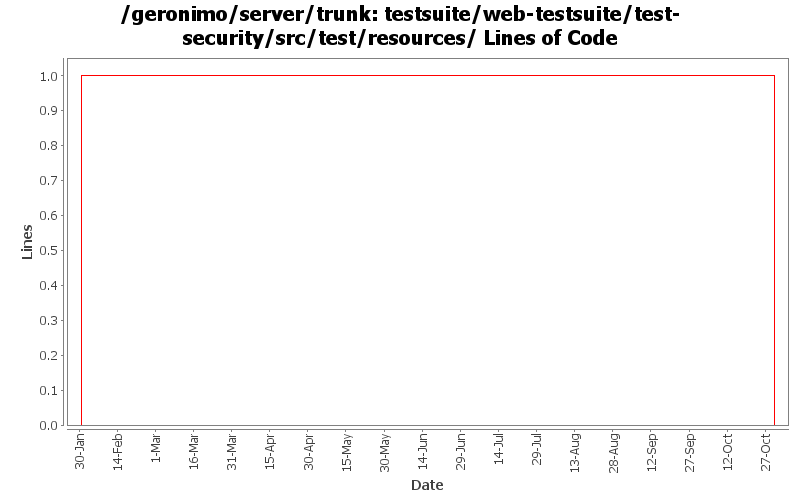 /geronimo/server/trunk: testsuite/web-testsuite/test-
security/src/test/resources/ Lines of Code
1.0
0.9
0.8
0.7
0.6
0.5
0.4
0.3
0.2
0.1
0.0
Lines
30-Jan
14-Feb
1-Mar
16-Mar
31-Mar
15-Apr
30-Apr
15-May
30-May
14-Jun
29-Jun
14-Jul
29-Jul
13-Aug
28-Aug
12-Sep
27-Sep
12-Oct
27-Oct
Date